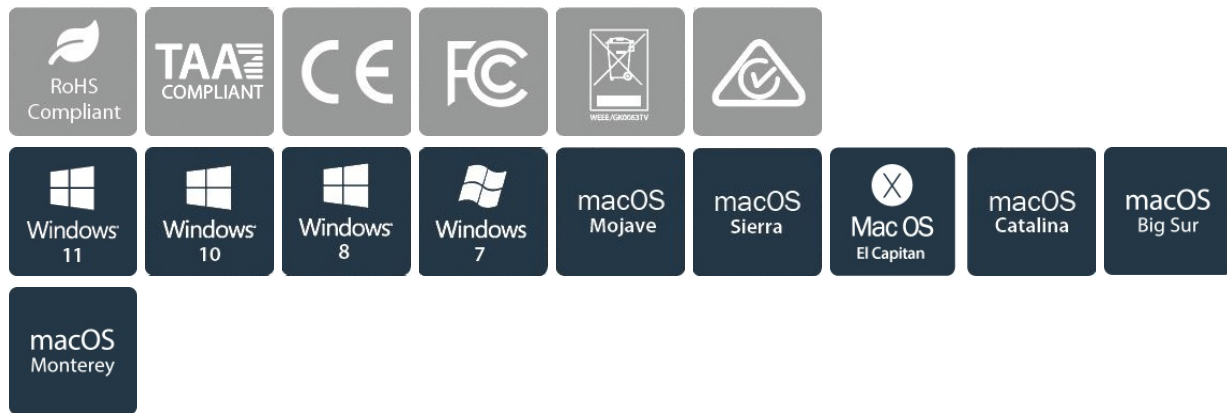 RoHS
Compliant
TAA
COMPLIANT
CE
FC
WEEE/GK0063TV
Windows
11
Windows
10
Windows
8
Windows
7
macOS
Mojave
macOS
Sierra
X
Mac OS
El Capitan
macOS
Catalina
macOS
Big Sur
macOS
Monterey